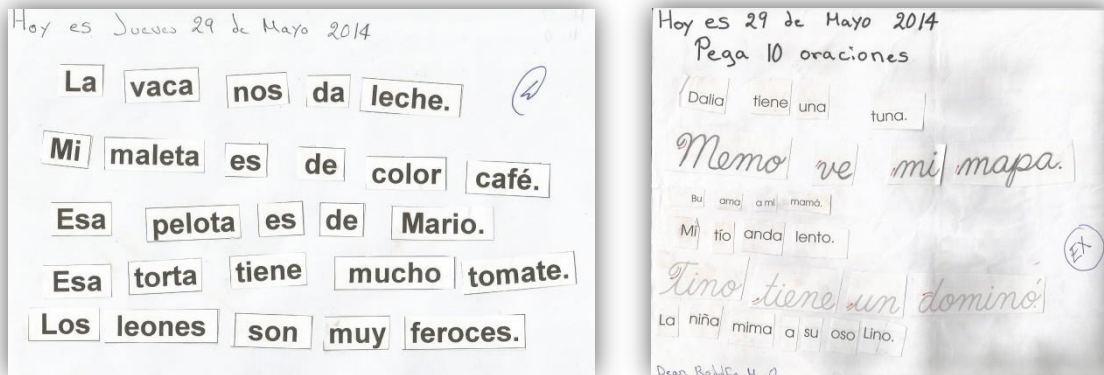 Hoy es Jueves 29 de Mayo 2014
La vaca nos da leche.
Mi maleta es de color café.
Esa pelota es de Mario.
Esa torta tiene mucho tomate.
Los leones son muy feroces.
Hoy es 29 de Mayo 2014
Pega 10 oraciones
Dalia tiene una tuna.
Memo ve mi mapa.
Bu ama a mi mamá.
Mi tío anda lento.
EX
Tino tiene un dominó.
La niña mima a su oso Lino.